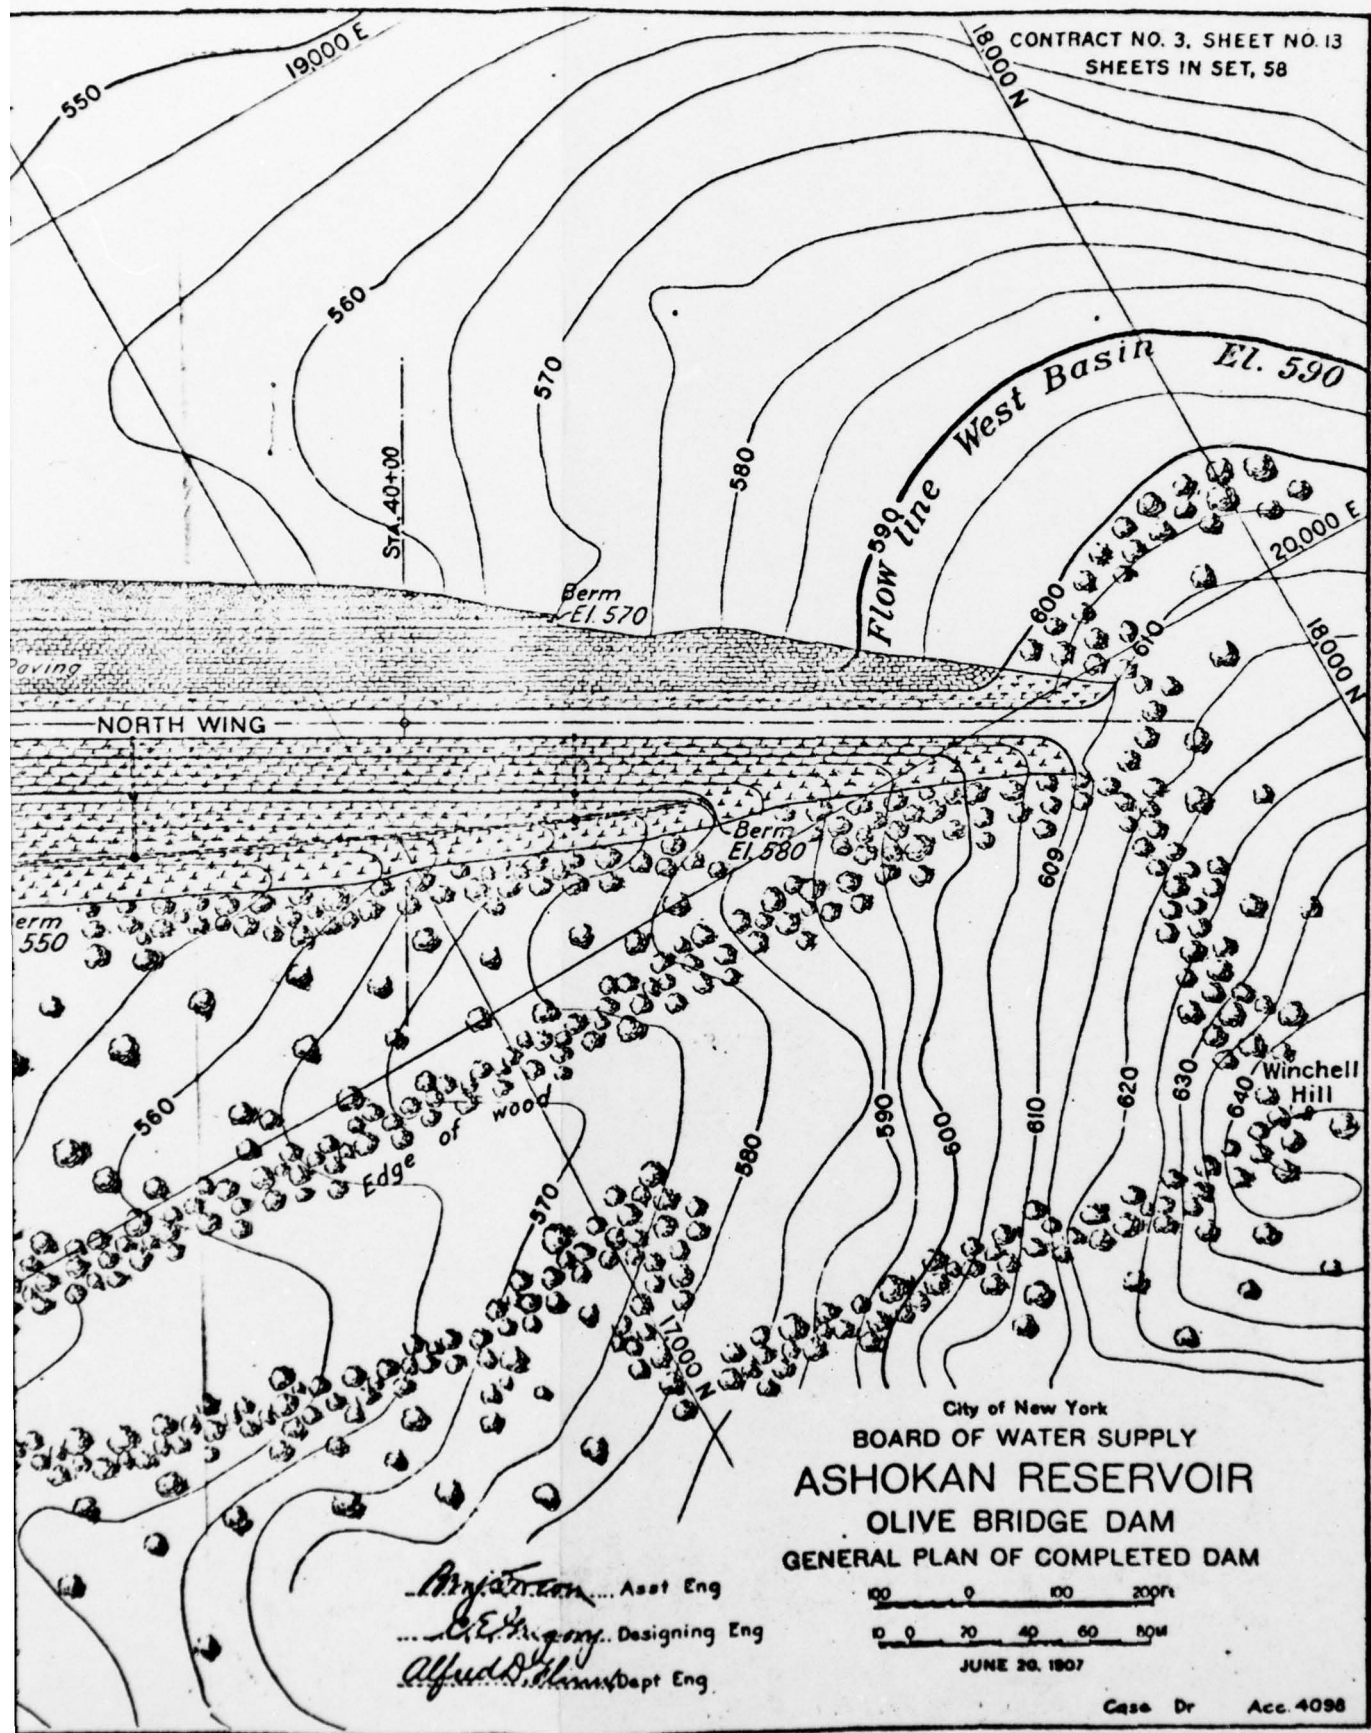 CONTRACT NO. 3, SHEET NO. 13
SHEETS IN SET, 58
550
19,000 E
18,000 N
560
570
580
590
Flow line West Basin El. 590
STA. 40+00
600
20,000 E
610
18,000 N
Berm
El. 570
Paving
NORTH WING
Berm
El. 580
609
erm
550
560
Edge of wood
570
580
590
600
610
620
630
640
Winchell
Hill
17,000 N
City of New York
BOARD OF WATER SUPPLY
ASHOKAN RESERVOIR
OLIVE BRIDGE DAM
GENERAL PLAN OF COMPLETED DAM
100 0 100 200Ft
10 0 20 40 60 80M
JUNE 20, 1907
Asst Eng
C.E. Gregory Designing Eng
Alfred D. Flinn Dept Eng.
Case Dr Acc. 4098